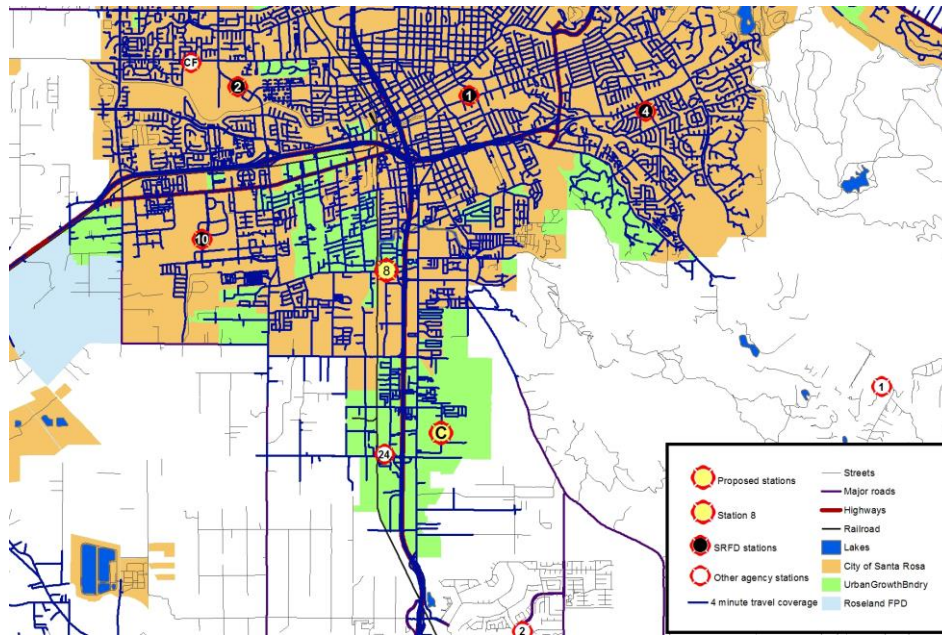 CF
2
1
4
10
8
1
C
24
2
Proposed stations
Station 8
SRFD stations
Other agency stations
4 minute travel coverage
Streets
Major roads
Highways
Railroad
Lakes
City of Santa Rosa
UrbanGrowthBndry
Roseland FPD